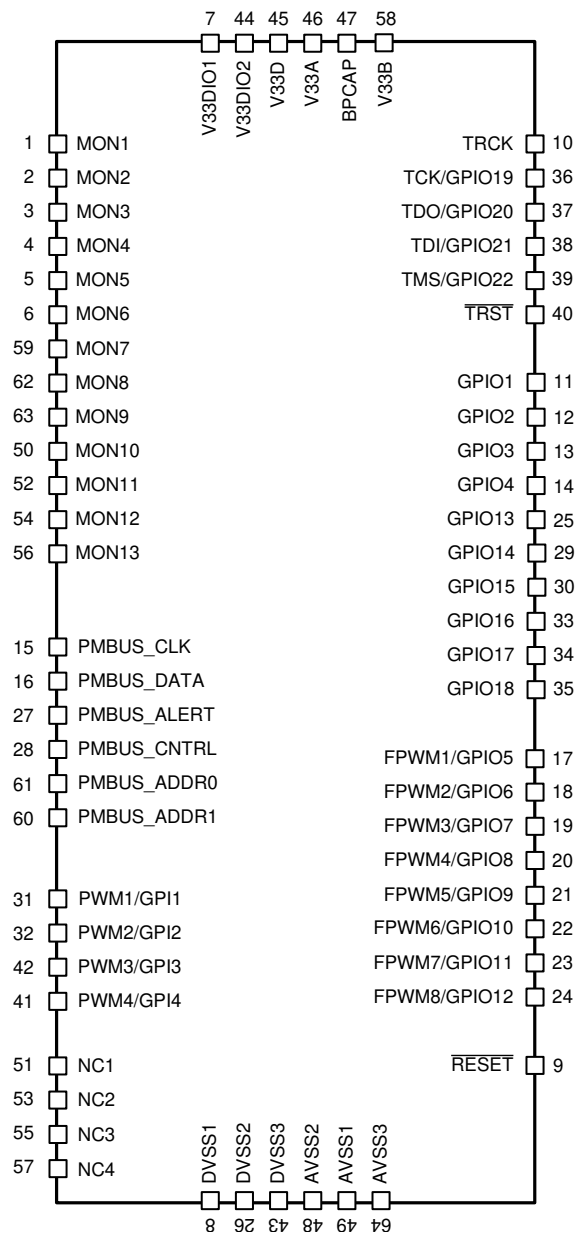 7 44 45 46 47 58
V33DIO1 V33DIO2 V33D V33A BPCAP V33B
1 MON1 TRCK 10
2 MON2 TCK/GPIO19 36
3 MON3 TDO/GPIO20 37
4 MON4 TDI/GPIO21 38
5 MON5 TMS/GPIO22 39
6 MON6 TRST 40
59 MON7
62 MON8 GPIO1 11
63 MON9 GPIO2 12
50 MON10 GPIO3 13
52 MON11 GPIO4 14
54 MON12 GPIO13 25
56 MON13 GPIO14 29
GPIO15 30
GPIO16 33
15 PMBUS_CLK GPIO17 34
16 PMBUS_DATA GPIO18 35
27 PMBUS_ALERT
28 PMBUS_CNTRL FPWM1/GPIO5 17
61 PMBUS_ADDR0 FPWM2/GPIO6 18
60 PMBUS_ADDR1 FPWM3/GPIO7 19
FPWM4/GPIO8 20
31 PWM1/GPI1 FPWM5/GPIO9 21
32 PWM2/GPI2 FPWM6/GPIO10 22
42 PWM3/GPI3 FPWM7/GPIO11 23
41 PWM4/GPI4 FPWM8/GPIO12 24
51 NC1 RESET 9
53 NC2
55 NC3
57 NC4
DVSS1 DVSS2 DVSS3 AVSS2 AVSS1 AVSS3
8 26 43 48 49 64